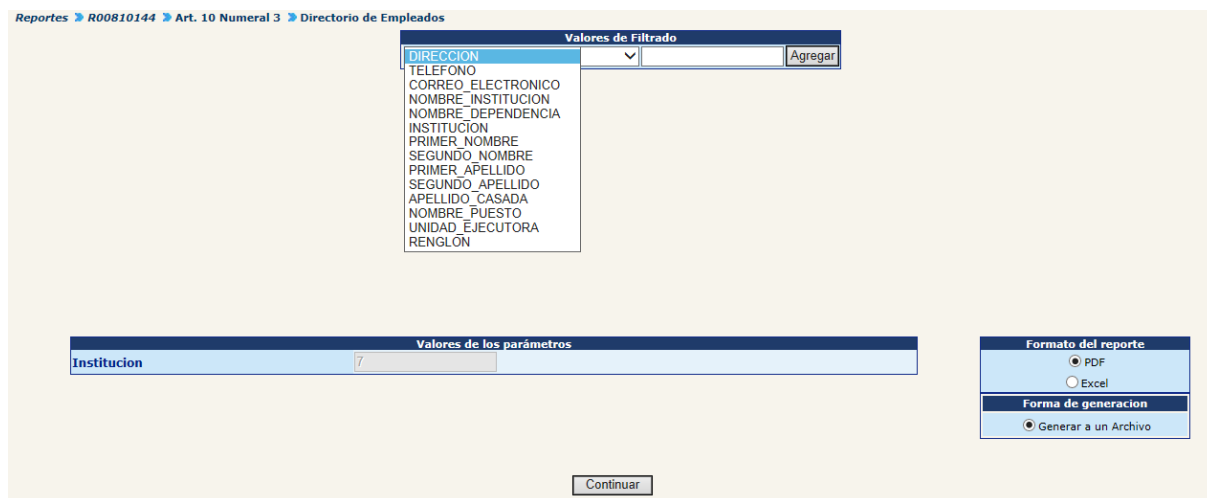 Reportes R00810144 Art. 10 Numeral 3 Directorio de Empleados
Valores de Filtrado
DIRECCION
Agregar
TELEFONO
CORREO_ELECTRONICO
NOMBRE_INSTITUCION
NOMBRE_DEPENDENCIA
INSTITUCION
PRIMER_NOMBRE
SEGUNDO_NOMBRE
PRIMER_APELLIDO
SEGUNDO_APELLIDO
APELLIDO_CASADA
NOMBRE_PUESTO
UNIDAD_EJECUTORA
RENGLON
Valores de los parámetros
Institucion 7
Formato del reporte
PDF
Excel
Forma de generacion
Generar a un Archivo
Continuar